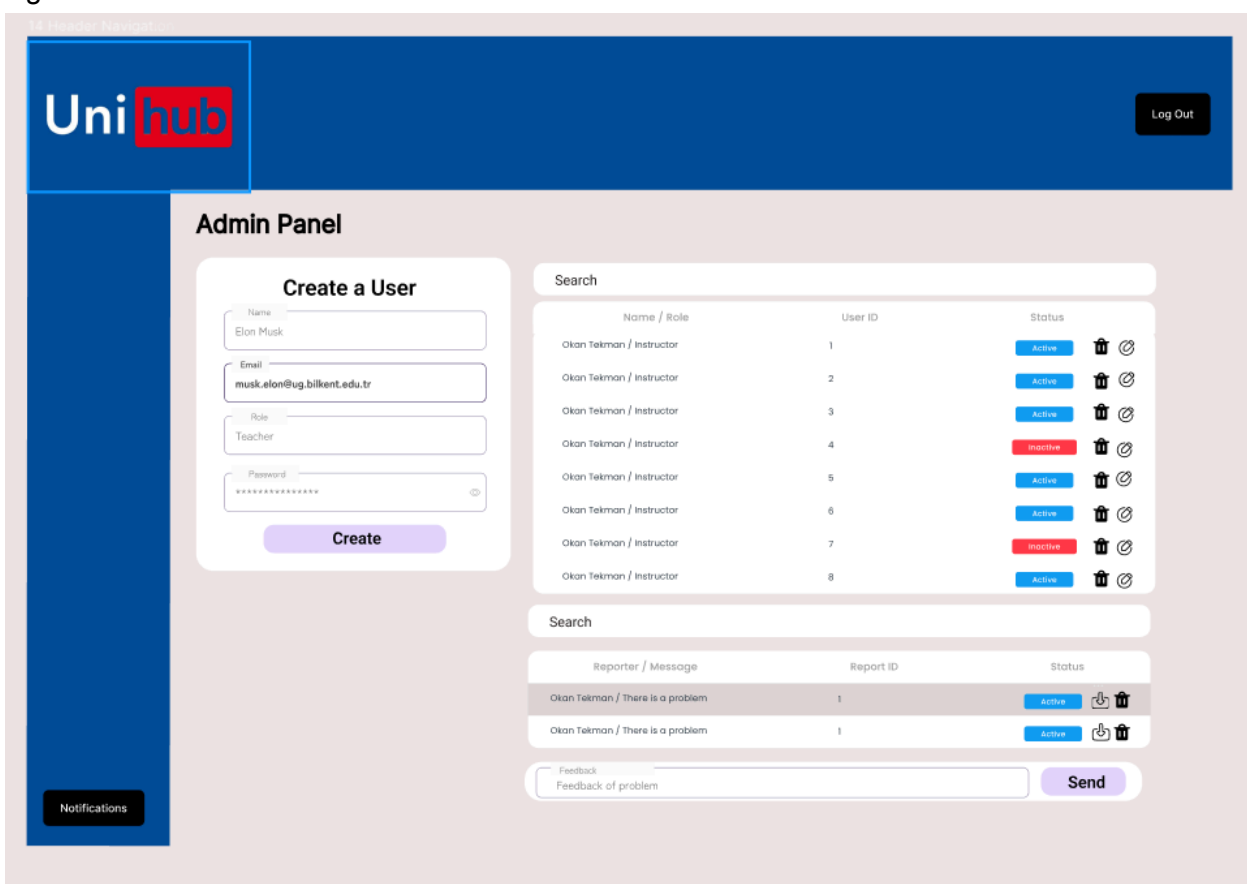 14 Header Navigation
Uni hub
Log Out
Admin Panel
Create a User
Name
Elon Musk
Email
musk.elon@ug.bilkent.edu.tr
Role
Teacher
Password
***************
Create
Search
Name / Role User ID Status
Okan Tekman / Instructor 1 Active
Okan Tekman / Instructor 2 Active
Okan Tekman / Instructor 3 Active
Okan Tekman / Instructor 4 Inactive
Okan Tekman / Instructor 5 Active
Okan Tekman / Instructor 6 Active
Okan Tekman / Instructor 7 Inactive
Okan Tekman / Instructor 8 Active
Search
Reporter / Message Report ID Status
Okan Tekman / There is a problem 1 Active
Okan Tekman / There is a problem 1 Active
Feedback
Feedback of problem
Send
Notifications